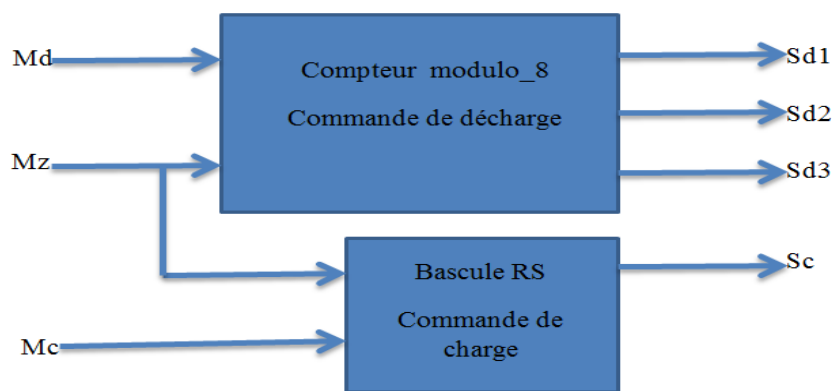 Md
Compteur modulo_8
Commande de décharge
Sd1
Sd2
Mz
Sd3
Bascule RS
Sc
Commande de
charge
Mc